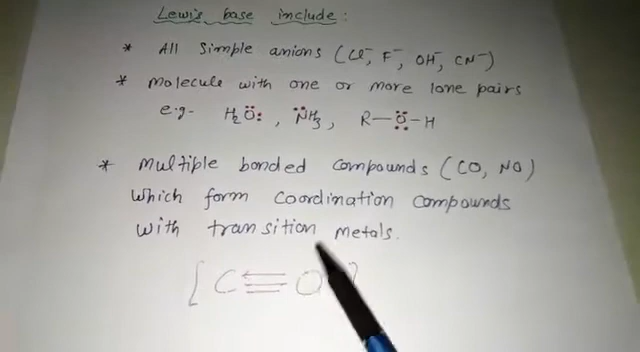 Lewis base include:
* All Simple anions (Cl⁻, F⁻, OH⁻, CN⁻)
* Molecule with one or more lone pairs
e.g- H₂Ö:, N̈H₃, R—Ö—H
* Multiple bonded compounds (CO, NO)
which form coordination compounds
with transition metals.
[C≡O